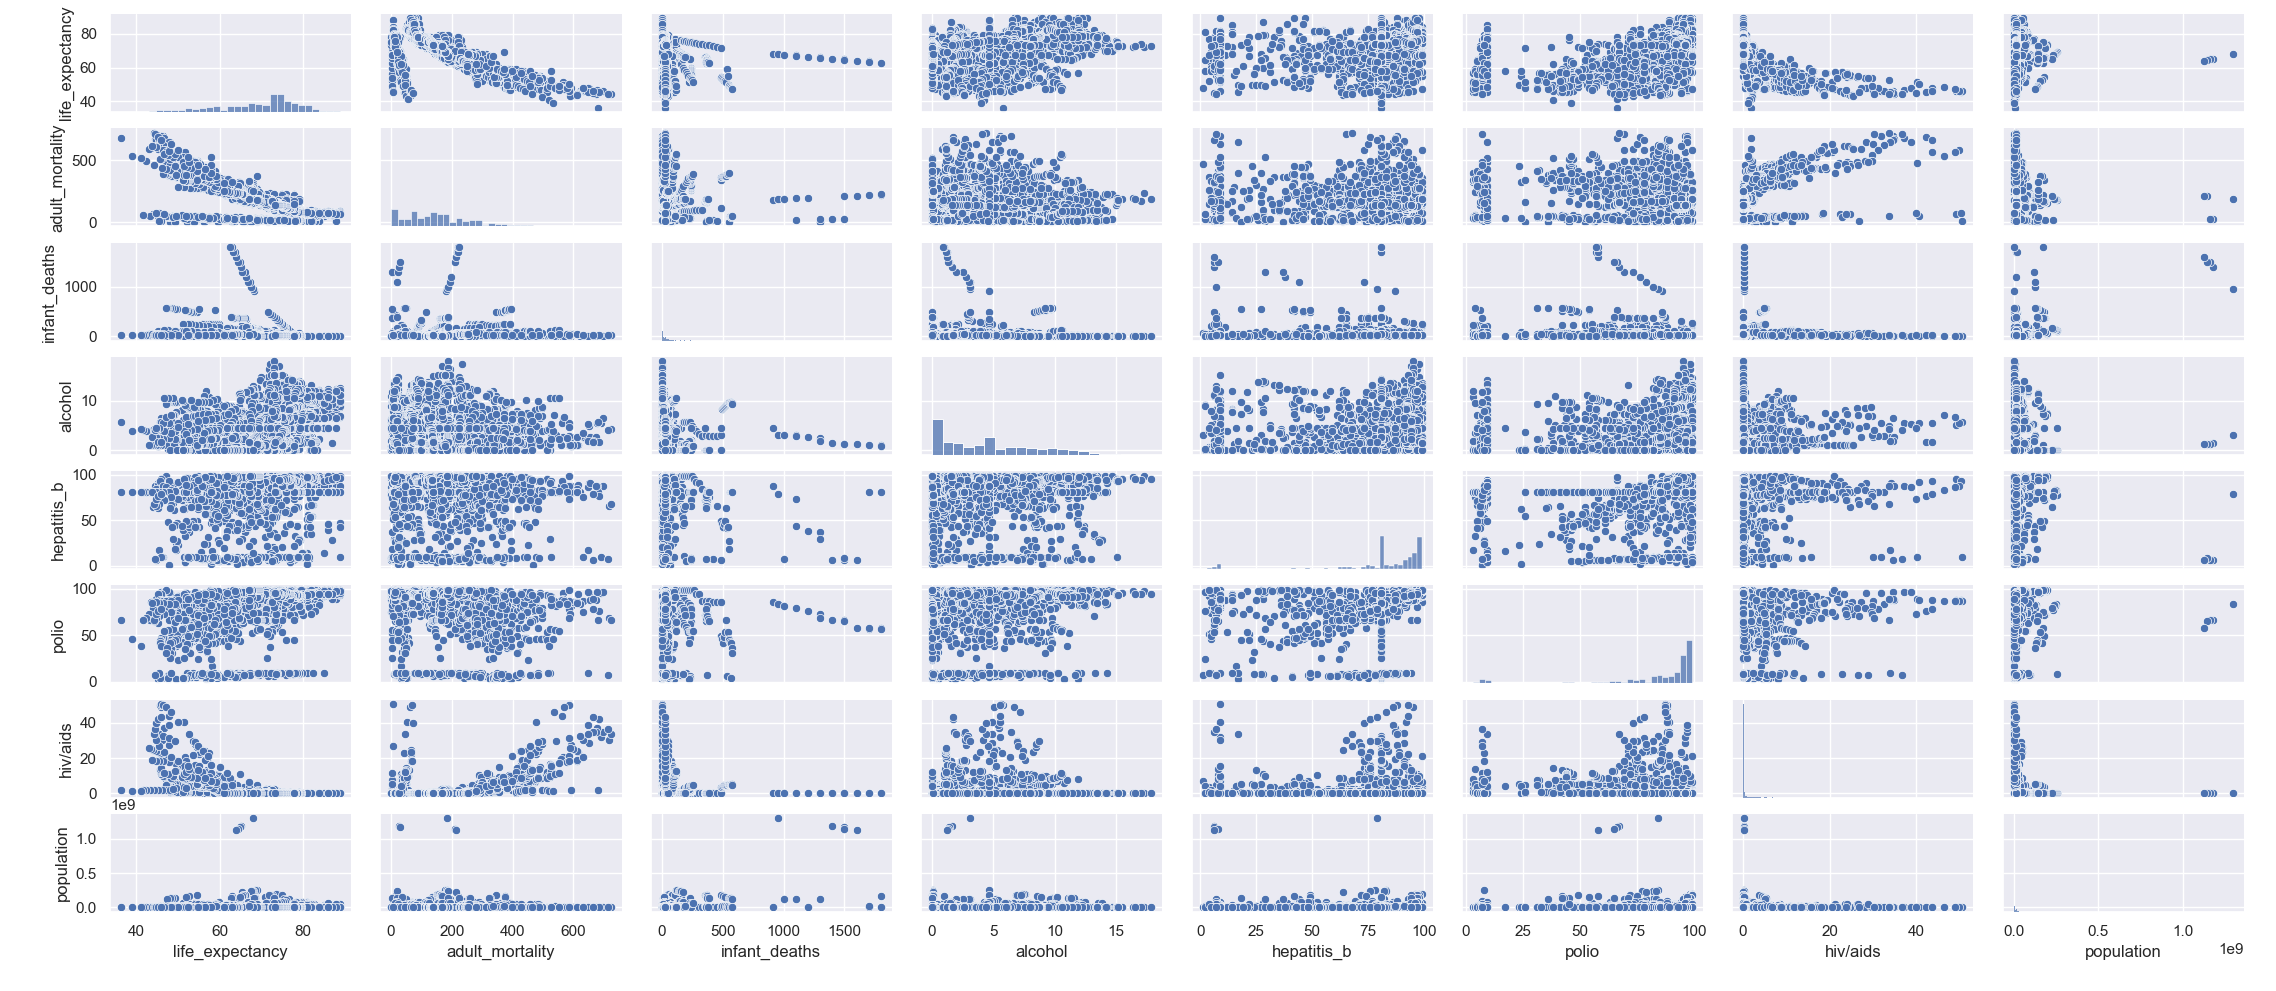 life_expectancy
80
60
40
adult_mortality
500
0
infant_deaths
1000
0
alcohol
10
0
hepatitis_b
100
50
0
polio
100
50
0
hiv/aids
40
20
0
1e9
population
1.0
0.5
0.0
40 60 80 0 200 400 600 0 500 1000 1500 0 5 10 15 0 25 50 75 100 0 25 50 75 100 0 20 40 0.0 0.5 1.0
life_expectancy adult_mortality infant_deaths alcohol hepatitis_b polio hiv/aids population 1e9